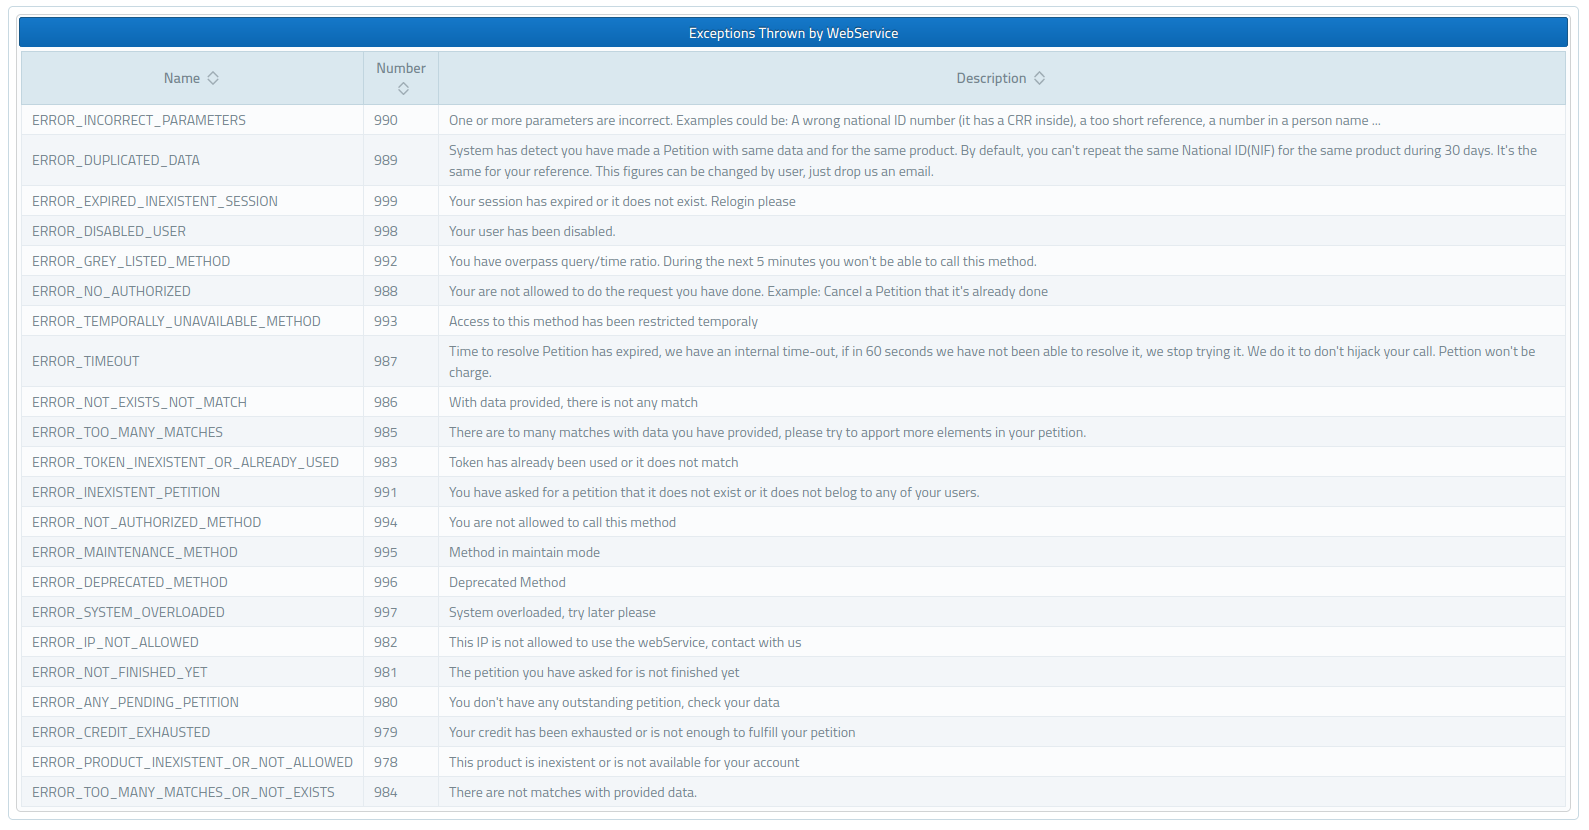 Exceptions Thrown by WebService
Name Number Description
ERROR_INCORRECT_PARAMETERS 990 One or more parameters are incorrect. Examples could be: A wrong national ID number (it has a CRR inside), a too short reference, a number in a person name ...
ERROR_DUPLICATED_DATA 989 System has detect you have made a Petition with same data and for the same product. By default, you can't repeat the same National ID(NIF) for the same product during 30 days. It's the
same for your reference. This figures can be changed by user, just drop us an email.
ERROR_EXPIRED_INEXISTENT_SESSION 999 Your session has expired or it does not exist. Relogin please
ERROR_DISABLED_USER 998 Your user has been disabled.
ERROR_GREY_LISTED_METHOD 992 You have overpass query/time ratio. During the next 5 minutes you won't be able to call this method.
ERROR_NO_AUTHORIZED 988 Your are not allowed to do the request you have done. Example: Cancel a Petition that it's already done
ERROR_TEMPORALLY_UNAVAILABLE_METHOD 993 Access to this method has been restricted temporaly
ERROR_TIMEOUT 987 Time to resolve Petition has expired, we have an internal time-out, if in 60 seconds we have not been able to resolve it, we stop trying it. We do it to don't hijack your call. Pettion won't be
charge.
ERROR_NOT_EXISTS_NOT_MATCH 986 With data provided, there is not any match
ERROR_TOO_MANY_MATCHES 985 There are to many matches with data you have provided, please try to apport more elements in your petition.
ERROR_TOKEN_INEXISTENT_OR_ALREADY_USED 983 Token has already been used or it does not match
ERROR_INEXISTENT_PETITION 991 You have asked for a petition that it does not exist or it does not belog to any of your users.
ERROR_NOT_AUTHORIZED_METHOD 994 You are not allowed to call this method
ERROR_MAINTENANCE_METHOD 995 Method in maintain mode
ERROR_DEPRECATED_METHOD 996 Deprecated Method
ERROR_SYSTEM_OVERLOADED 997 System overloaded, try later please
ERROR_IP_NOT_ALLOWED 982 This IP is not allowed to use the webService, contact with us
ERROR_NOT_FINISHED_YET 981 The petition you have asked for is not finished yet
ERROR_ANY_PENDING_PETITION 980 You don't have any outstanding petition, check your data
ERROR_CREDIT_EXHAUSTED 979 Your credit has been exhausted or is not enough to fulfill your petition
ERROR_PRODUCT_INEXISTENT_OR_NOT_ALLOWED 978 This product is inexistent or is not available for your account
ERROR_TOO_MANY_MATCHES_OR_NOT_EXISTS 984 There are not matches with provided data.